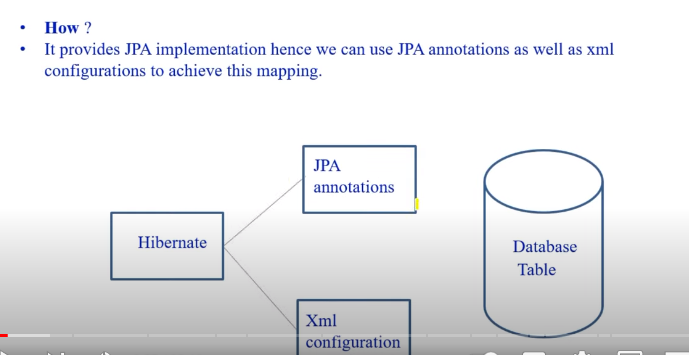 • How ?
• It provides JPA implementation hence we can use JPA annotations as well as xml
configurations to achieve this mapping.
JPA
annotations
Hibernate
Database
Table
Xml
configuration